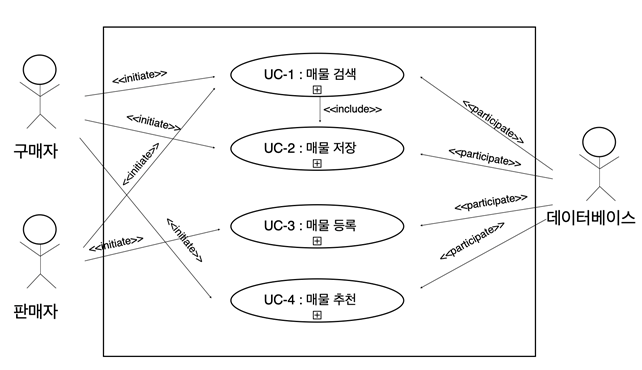 UC-1 : 매물 검색
<<initiate>>
<<include>>
<<participate>>
구매자
<<initiate>>
UC-2 : 매물 저장
<<participate>>
<<initiate>>
<<participate>>
데이터베이스
UC-3 : 매물 등록
<<initiate>>
<<initiate>>
<<participate>>
판매자
UC-4 : 매물 추천